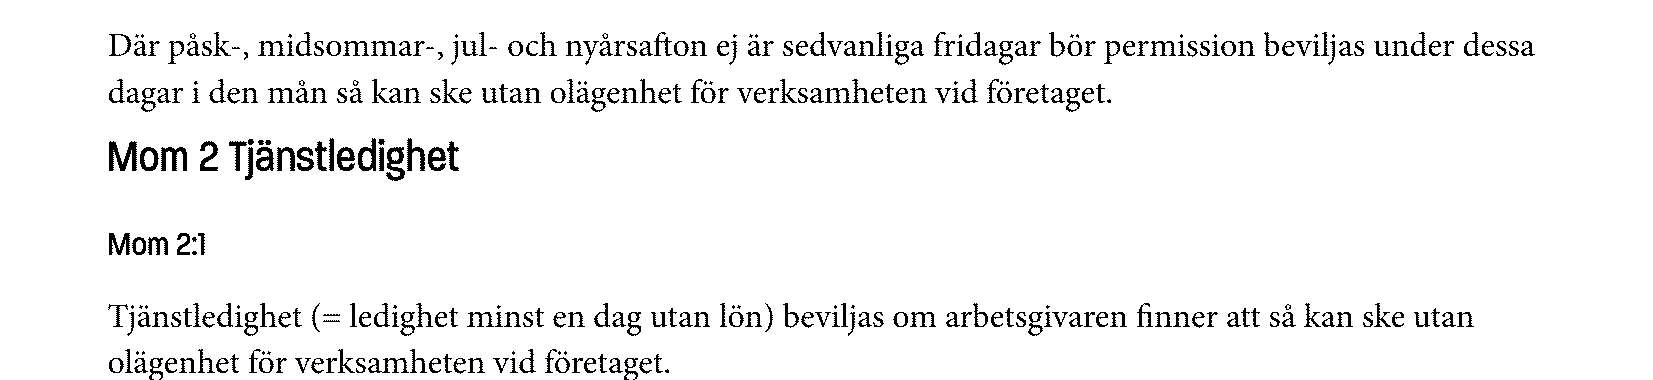 Där påsk-, midsommar-, jul- och nyårsafton ej är sedvanliga fridagar bör permission beviljas under dessa
dagar i den mån så kan ske utan olägenhet för verksamheten vid företaget.
Mom 2 Tjänstledighet
Mom 2:1
Tjänstledighet (= ledighet minst en dag utan lön) beviljas om arbetsgivaren finner att så kan ske utan
olägenhet för verksamheten vid företaget.